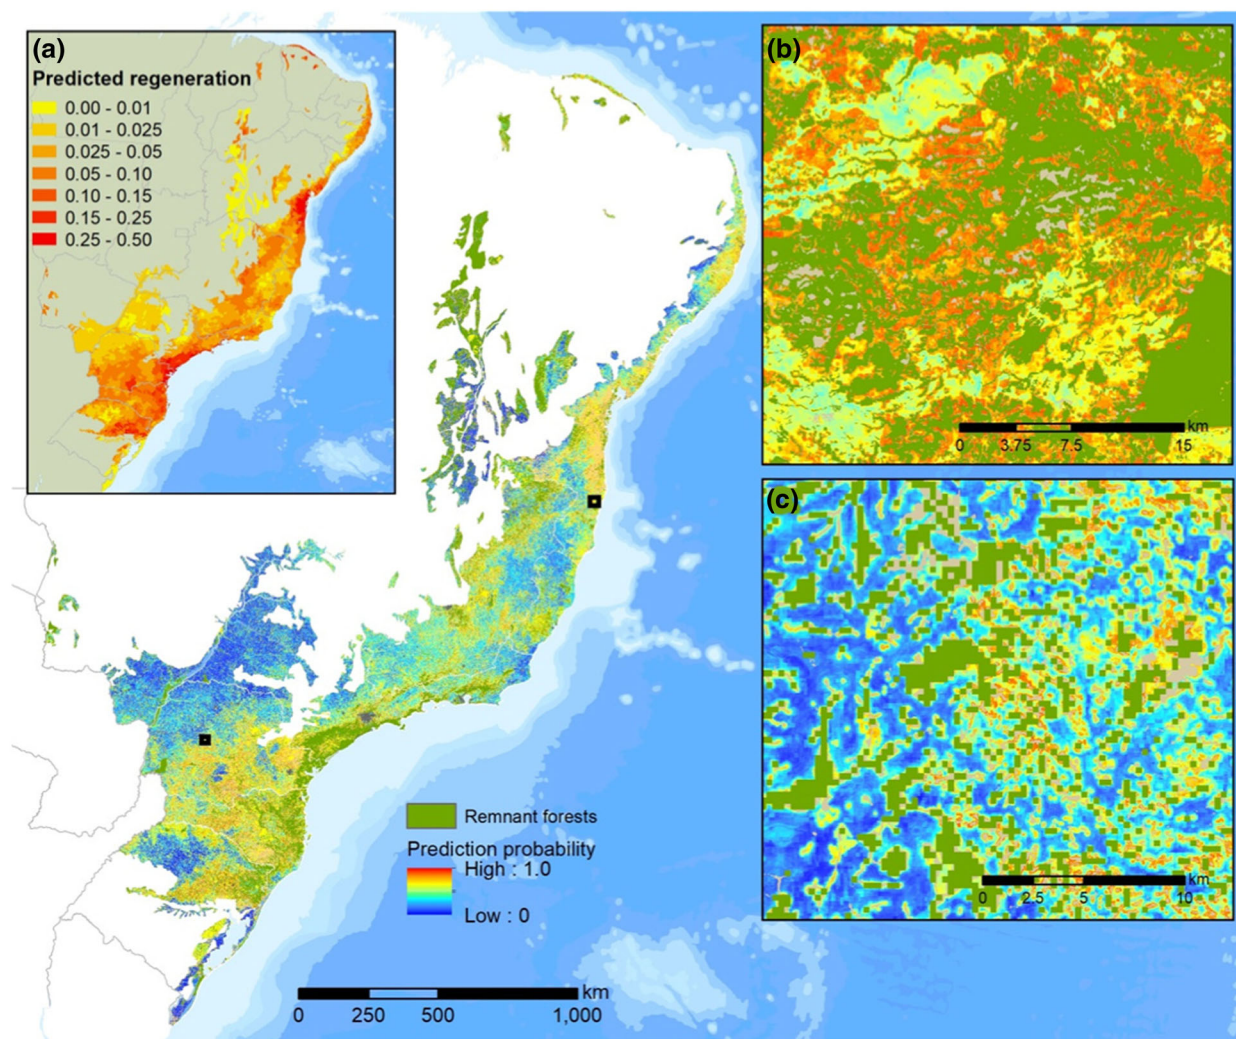 (a)
Predicted regeneration
0.00 - 0.01
0.01 - 0.025
0.025 - 0.05
0.05 - 0.10
0.10 - 0.15
0.15 - 0.25
0.25 - 0.50
(b)
km
0 3.75 7.5 15
(c)
km
0 2.5 5 10
Remnant forests
Prediction probability
High : 1.0
Low : 0
km
0 250 500 1,000